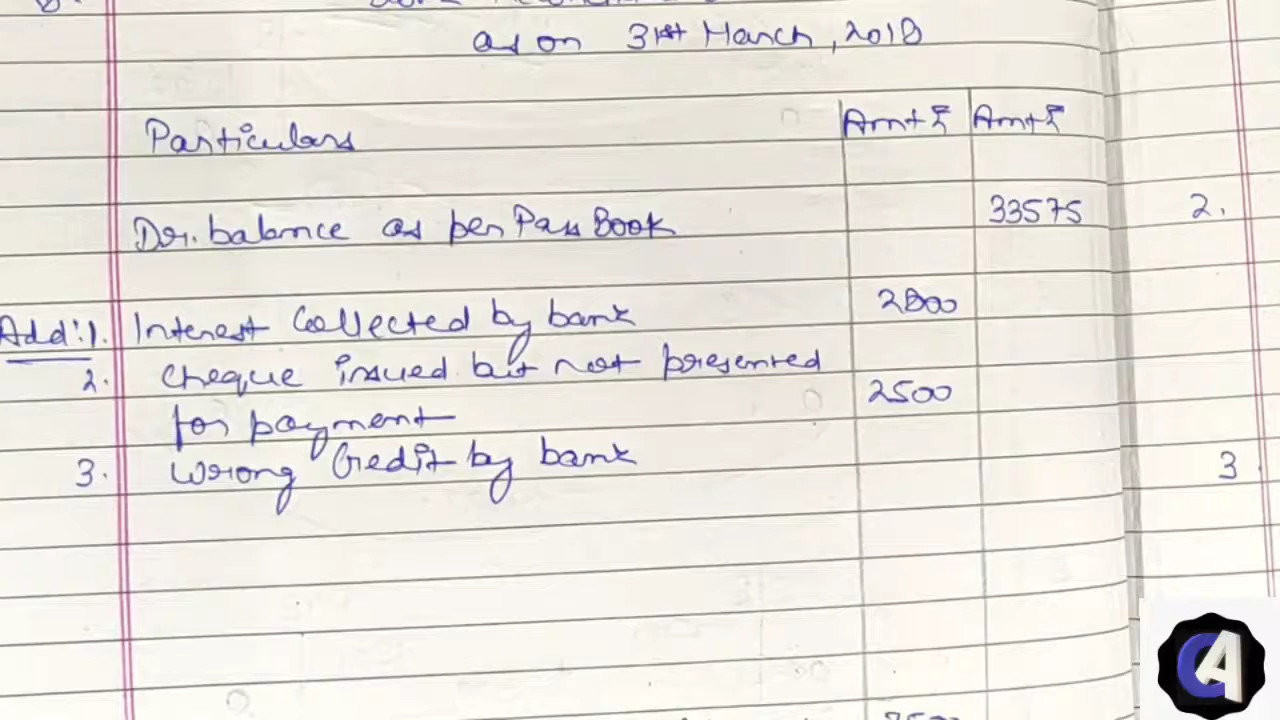 as on 31st March, 2018
Particulars Amt ₹ Amt ₹
Dr. balance as per Pass Book 33575
2.
Add:1. Interest Collected by bank 2800
2. Cheque issued but not presented
for payment 2500
3. Wrong Credit by bank
3
CA